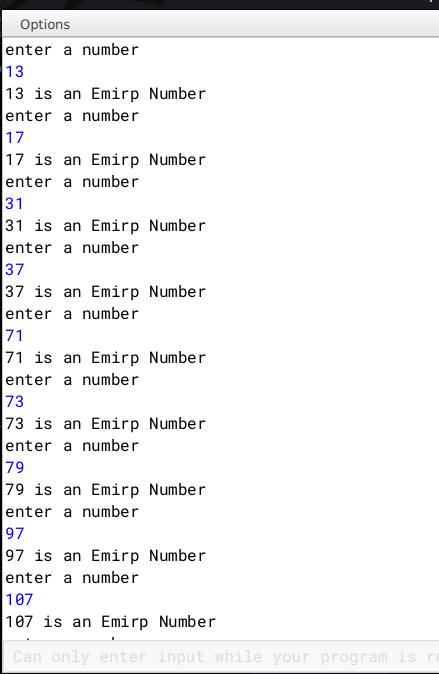 Options
enter a number
13
13 is an Emirp Number
enter a number
17
17 is an Emirp Number
enter a number
31
31 is an Emirp Number
enter a number
37
37 is an Emirp Number
enter a number
71
71 is an Emirp Number
enter a number
73
73 is an Emirp Number
enter a number
79
79 is an Emirp Number
enter a number
97
97 is an Emirp Number
enter a number
107
107 is an Emirp Number
Can only enter input while your program is